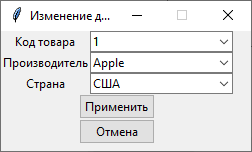 Изменение д...
Код товара 1
Производитель Apple
Страна США
Применить
Отмена